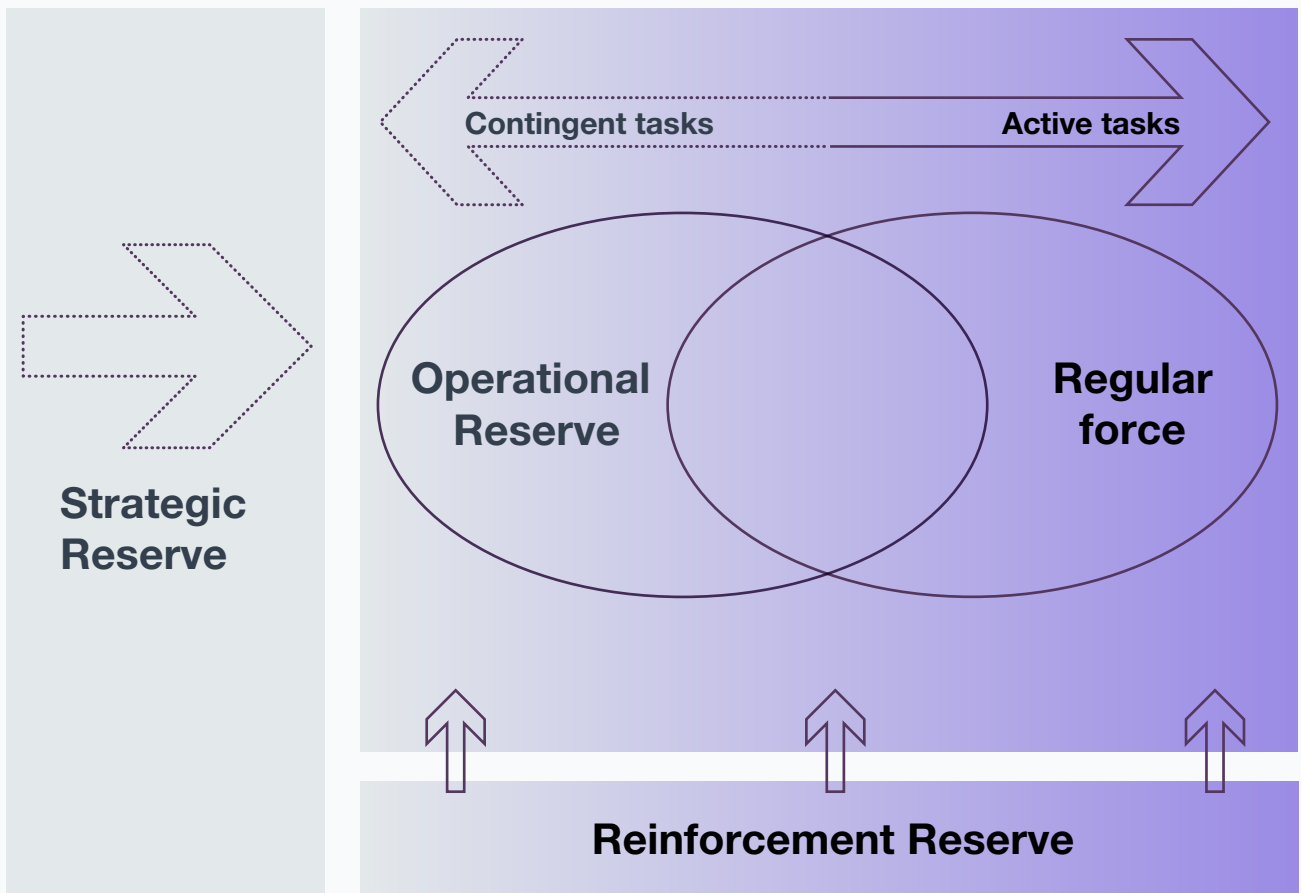 Contingent tasks
Active tasks
Operational
Reserve
Regular
force
Strategic
Reserve
Reinforcement Reserve